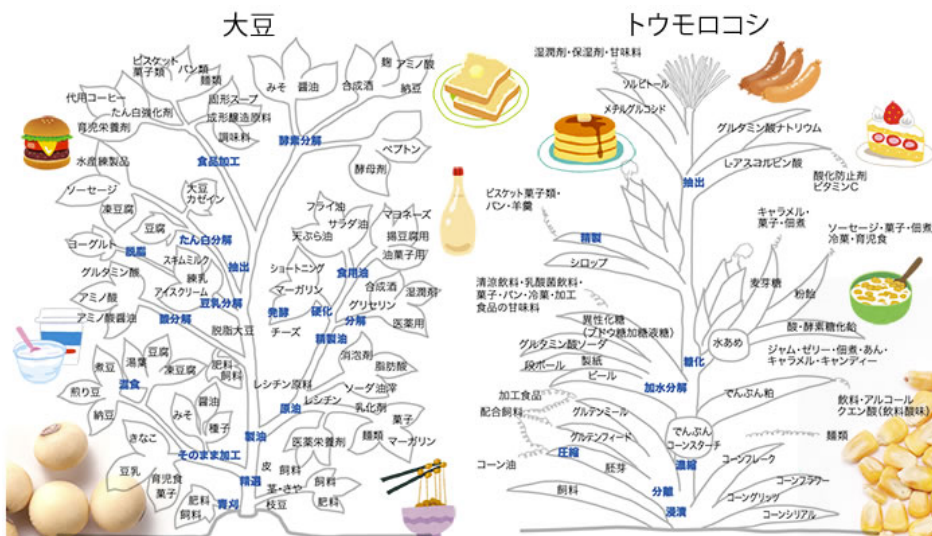 大豆
ビスケット
菓子類
パン類
麺類
代用コーヒー
たん白強化剤
育児栄養剤
固形スープ
成形醸造原料
調味料
食品加工
みそ
醤油
合成酒
麹
アミノ酸
納豆
酵素分解
ペプトン
酵母剤
水産練製品
ソーセージ
凍豆腐
豆腐
大豆
カゼイン
たん白分解
ヨーグルト
脱脂
スキムミルク
練乳
アイスクリーム
抽出
グルタミン酸
豆乳分解
アミノ酸
酸分解
アミノ酸醤油
脱脂大豆
フライ油
サラダ油
天ぷら油
マヨネーズ
揚豆腐用
油菓子用
ショートニング
マーガリン
食用油
合成酒
グリセリン
湿潤剤
発酵
硬化
分解
医薬用
チーズ
精製油
消泡剤
脂肪酸
煮豆
湯葉
豆腐
凍豆腐
肥料
飼料
混食
煎り豆
レシチン原料
ソーダ油滓
レシチン
原油
乳化剤
納豆
みそ
醤油
種子
菓子
麺類
マーガリン
きなこ
そのまま加工
製油
医薬栄養剤
豆乳
育児食
菓子
精選
皮
飼料
茎・さや
枝豆
飼料
肥料
肥料
飼料
青刈
トウモロコシ
湿潤剤・保湿剤・甘味料
ソルビトール
メチルグルコシド
グルタミン酸ナトリウム
L-アスコルビン酸
抽出
酸化防止剤
ビタミンC
ビスケット菓子類・
パン・羊羹
精製
シロップ
キャラメル・
菓子・佃煮
ソーセージ・菓子・佃煮
冷菓・育児食
麦芽糖
粉飴
清涼飲料・乳酸菌飲料・
菓子・パン・冷菓・加工
食品の甘味料
異性化糖
(ブドウ糖加糖液糖)
水あめ
酸・酵素糖化飴
グルタミン酸ソーダ
糖化
ジャム・ゼリー・佃煮・あん・
キャラメル・キャンディー
段ボール
製紙
ビール
加水分解
でんぷん粕
加工食品
配合飼料
グルテンミール
飲料・アルコール
クエン酸(飲料酸味)
でんぷん
コーンスターチ
グルテンフィード
麺類
圧縮
コーン油
胚芽
濃縮
コーンフレーク
飼料
分離
コーンフラワー
コーングリッツ
浸漬
コーンシリアル